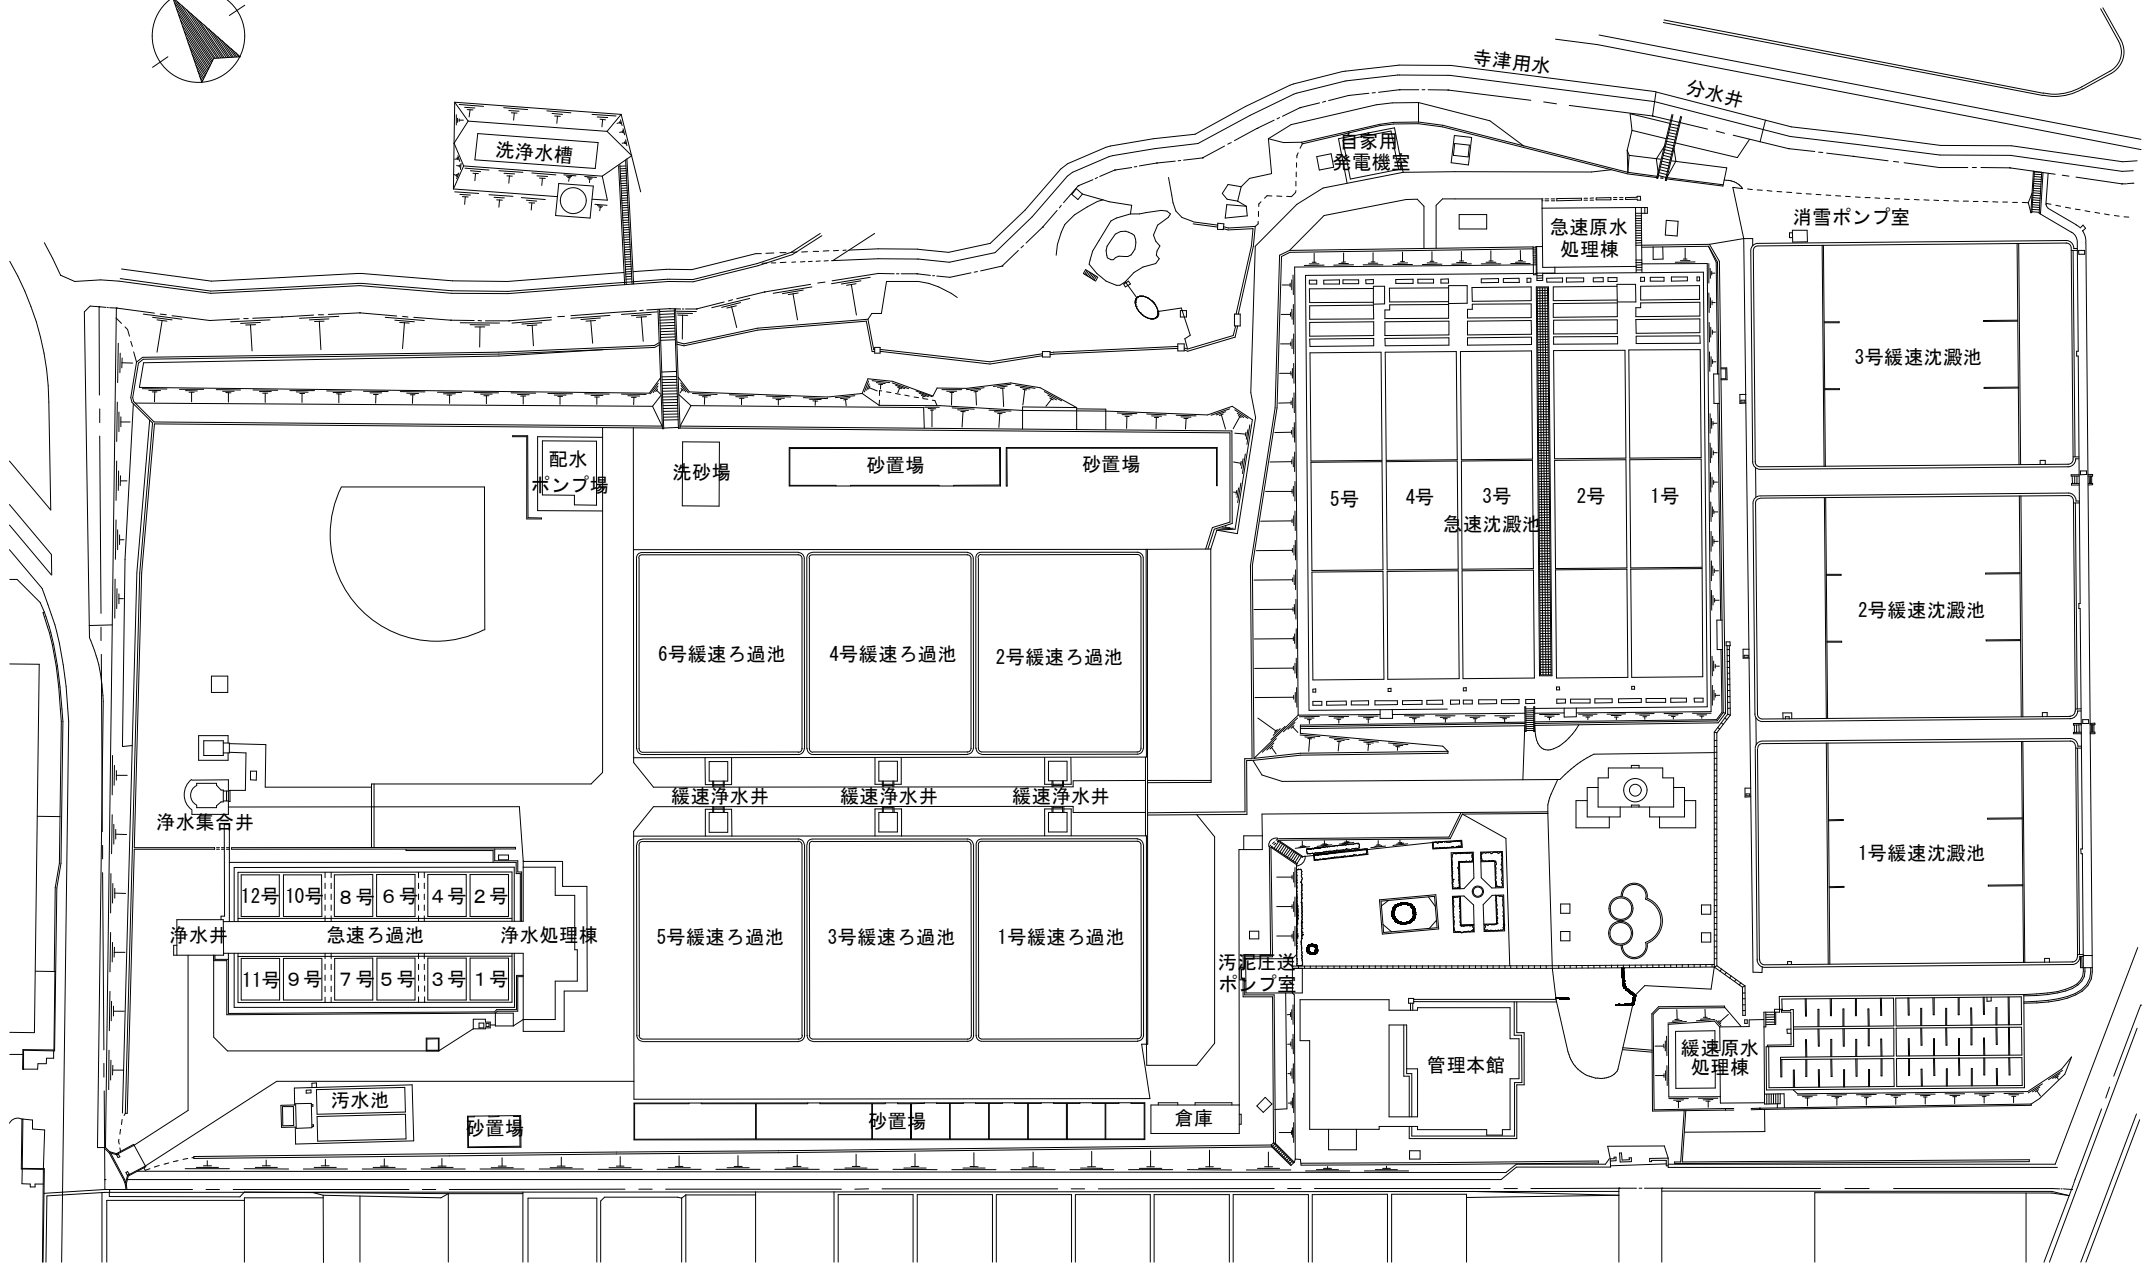 寺津用水
分水井
洗浄水槽
自家用
発電機室
急速原水
処理棟
消雪ポンプ室
3号緩速沈澱池
配水
ポンプ場
洗砂場
砂置場
砂置場
5号
4号
3号
2号
1号
急速沈澱池
2号緩速沈澱池
6号緩速ろ過池
4号緩速ろ過池
2号緩速ろ過池
緩速浄水井
緩速浄水井
緩速浄水井
浄水集合井
1号緩速沈澱池
12号
10号
8号
6号
4号
2号
浄水井
急速ろ過池
浄水処理棟
5号緩速ろ過池
3号緩速ろ過池
1号緩速ろ過池
11号
9号
7号
5号
3号
1号
汚泥圧送
ポンプ室
管理本館
緩速原水
処理棟
汚水池
砂置場
砂置場
倉庫